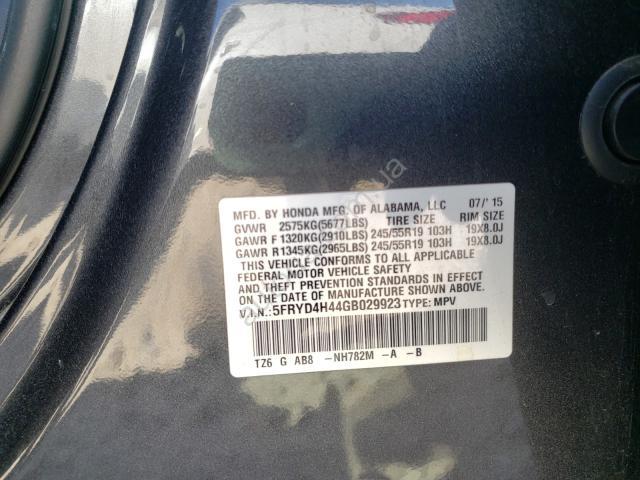 MFD. BY HONDA MFG. OF ALABAMA, LLC 07/'15
GVWR 2575KG(5677LBS) TIRE SIZE RIM SIZE
GAWR F 1320KG(2910LBS) 245/55R19 103H 19X8.0J
GAWR R1345KG(2965LBS) 245/55R19 103H 19X8.0J
THIS VEHICLE CONFORMS TO ALL APPLICABLE
FEDERAL MOTOR VEHICLE SAFETY
AND THEFT PREVENTION STANDARDS IN EFFECT
ON THE DATE OF MANUFACTURE SHOWN ABOVE.
V.I.N.: 5FRYD4H44GB029923 TYPE: MPV
TZ6 G AB8 -NH782M -A -B